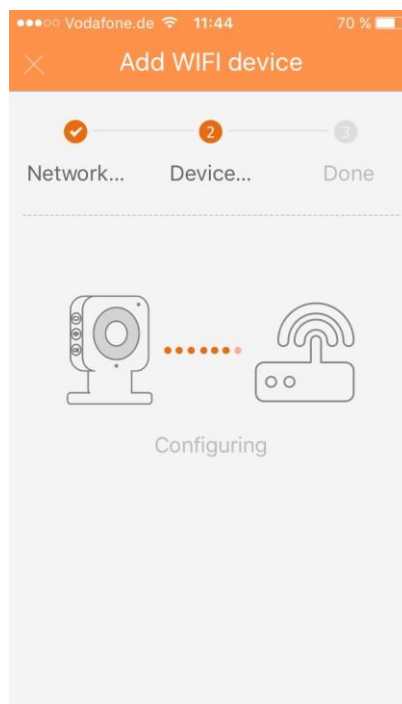 Vodafone.de 11:44 70 %
Add WIFI device
2 3
Network... Device... Done
Configuring